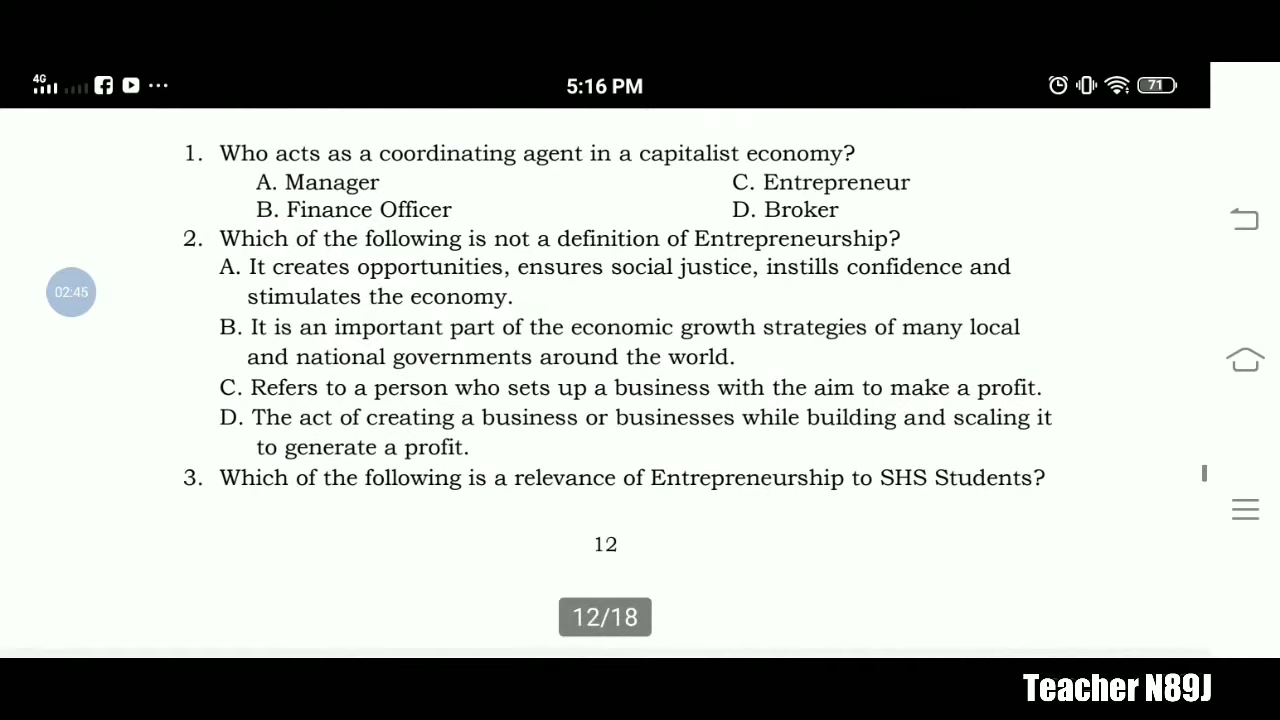 4G 5:16 PM 71
1. Who acts as a coordinating agent in a capitalist economy?
A. Manager C. Entrepreneur
B. Finance Officer D. Broker
2. Which of the following is not a definition of Entrepreneurship?
A. It creates opportunities, ensures social justice, instills confidence and
stimulates the economy.
02:45
B. It is an important part of the economic growth strategies of many local
and national governments around the world.
C. Refers to a person who sets up a business with the aim to make a profit.
D. The act of creating a business or businesses while building and scaling it
to generate a profit.
3. Which of the following is a relevance of Entrepreneurship to SHS Students?
12
12/18
Teacher N89J